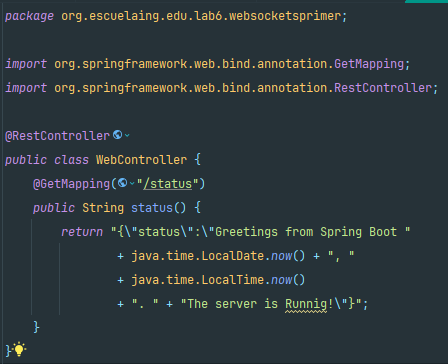 package org.escuelaing.edu.lab6.websocketsprimer;
import org.springframework.web.bind.annotation.GetMapping;
import org.springframework.web.bind.annotation.RestController;
@RestController
public class WebController {
@GetMapping("/status")
public String status() {
return "{\"status\":\"Greetings from Spring Boot "
+ java.time.LocalDate.now() + ", "
+ java.time.LocalTime.now()
+ ". " + "The server is Runnig!\"}";
}
}